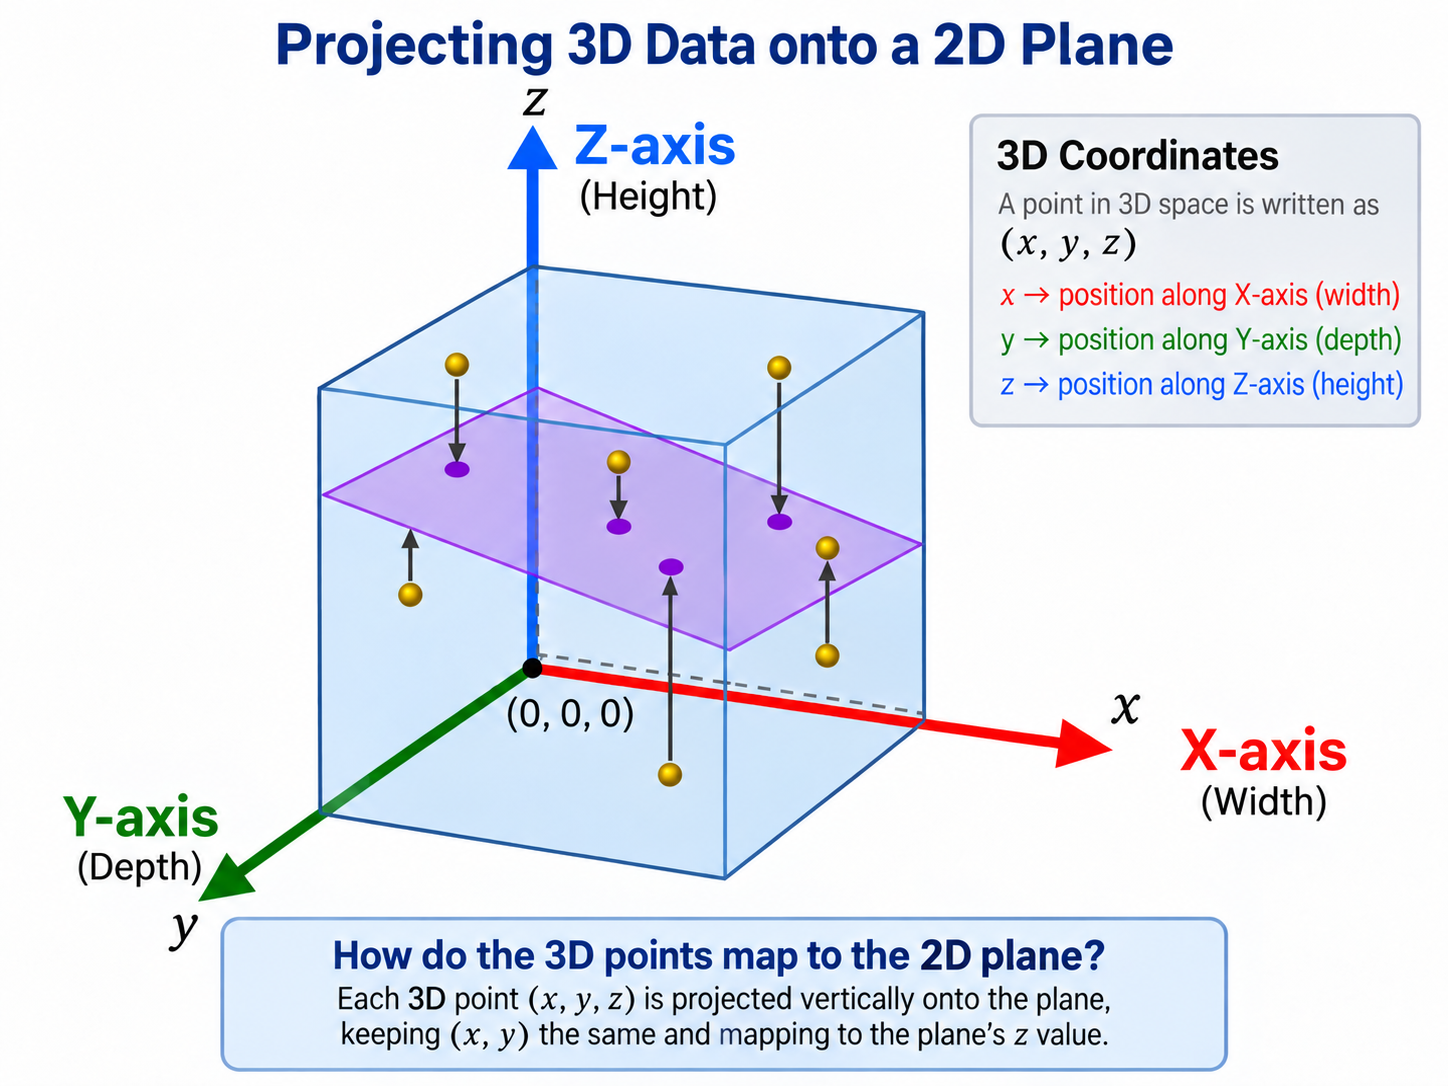 Projecting 3D Data onto a 2D Plane
z
Z-axis
(Height)
3D Coordinates
A point in 3D space is written as
(x, y, z)
x → position along X-axis (width)
y → position along Y-axis (depth)
z → position along Z-axis (height)
(0, 0, 0)
x
X-axis
(Width)
Y-axis
(Depth)
y
How do the 3D points map to the 2D plane?
Each 3D point (x, y, z) is projected vertically onto the plane,
keeping (x, y) the same and mapping to the plane's z value.